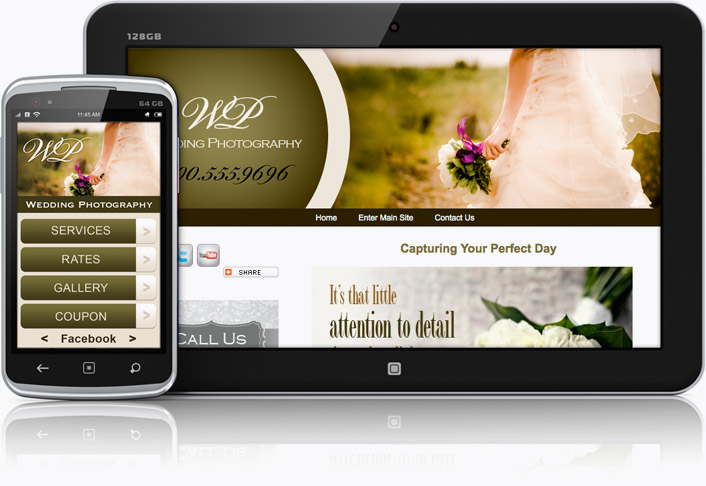 128GB
WP
DING PHOTOGRAPHY
00.555.9696
Home Enter Main Site Contact Us
You Tube
SHARE
Capturing Your Perfect Day
CALL US
It's that little
attention to detail
64 GB
11:45 AM
WP
WEDDING PHOTOGRAPHY
SERVICES >
RATES >
GALLERY >
COUPON >
< Facebook >